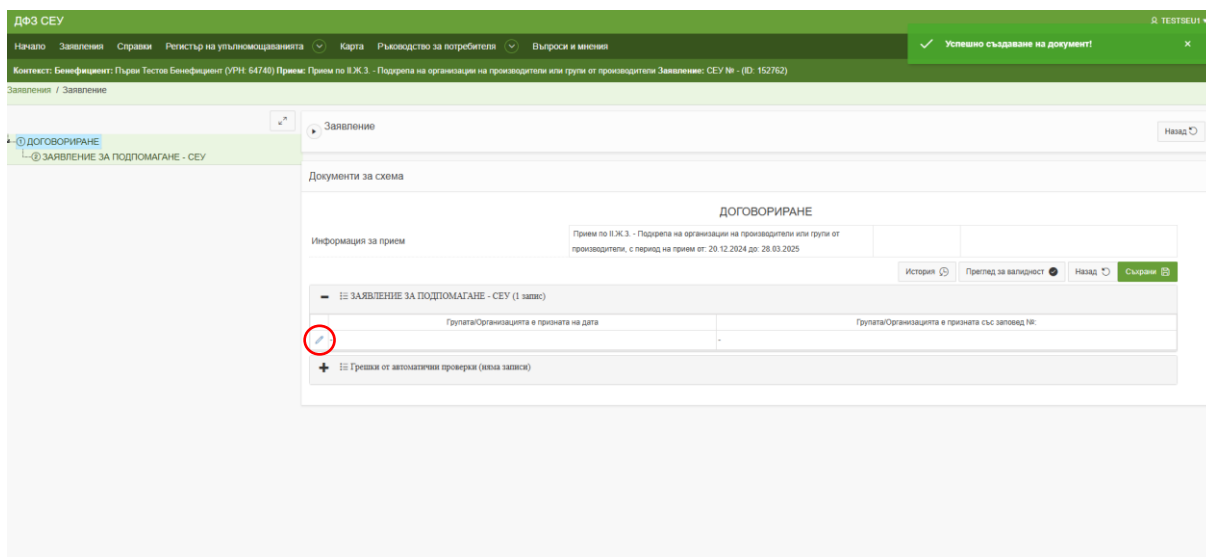 ДФЗ СЕУ
TESTSEU1
Начало Заявления Справки Регистър на упълномощаванията Карта Ръководство за потребителя Въпроси и мнения
Успешно създаване на документ!
Контекст: Бенефициент: Първи Тестов Бенефициент (УРН: 64740) Прием: Прием по II.Ж.3. - Подкрепа на организации на производители или групи от производители Заявление: СЕУ № - (ID: 152762)
Заявления / Заявление
1 ДОГОВОРИРАНЕ
2 ЗАЯВЛЕНИЕ ЗА ПОДПОМАГАНЕ - СЕУ
Заявление
Назад
Документи за схема
ДОГОВОРИРАНЕ
Информация за прием
Прием по II.Ж.3. - Подкрепа на организации на производители или групи от
производители, с период на прием от: 20.12.2024 до: 28.03.2025
История Преглед за валидност Назад Съхрани
ЗАЯВЛЕНИЕ ЗА ПОДПОМАГАНЕ - СЕУ (1 запис)
Групата/Организацията е призната на дата Групата/Организацията е призната със заповед №:
- -
Грешки от автоматични проверки (няма записи)